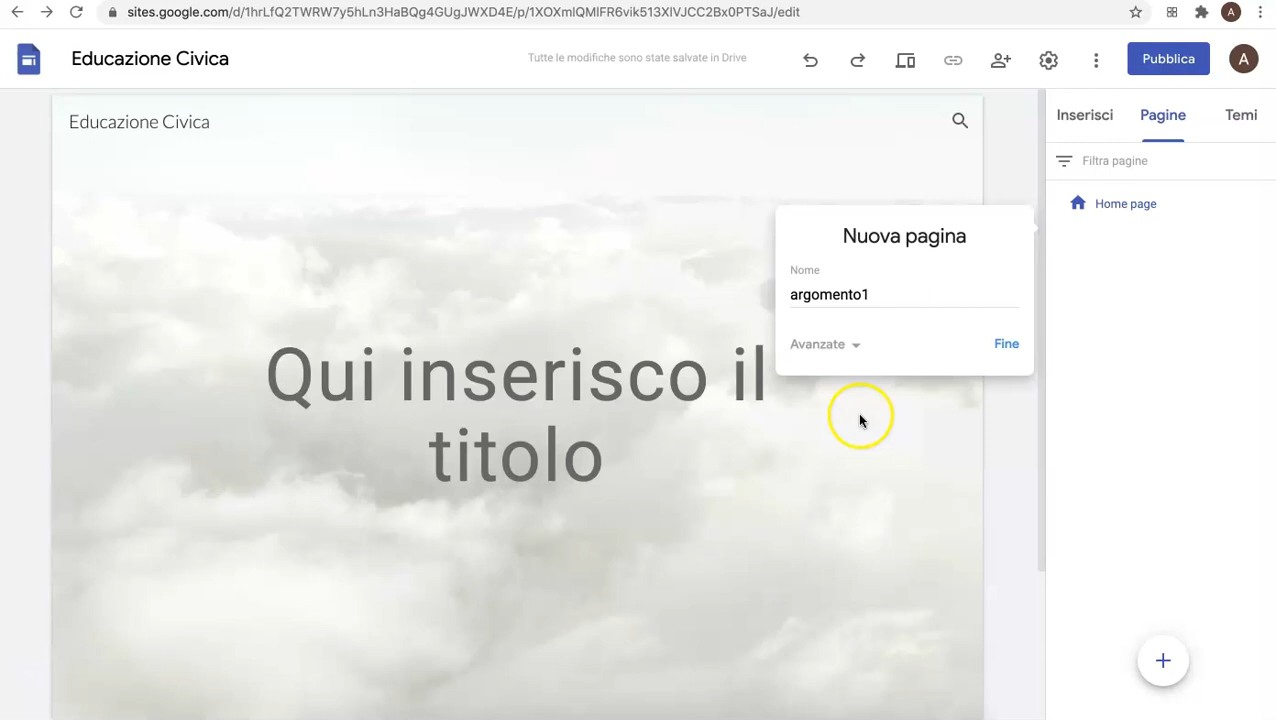 sites.google.com/d/1hrLfQ2TWRW7y5hLn3HaBQg4GUgJWXD4E/p/1XOXmlQMlFR6vik513XlVJCC2Bx0PTSaJ/edit
A
Educazione Civica
Tutte le modifiche sono state salvate in Drive
Pubblica
A
Educazione Civica
Inserisci
Pagine
Temi
Filtra pagine
Home page
Nuova pagina
Nome
argomento1
Avanzate
Fine
Qui inserisco il
titolo